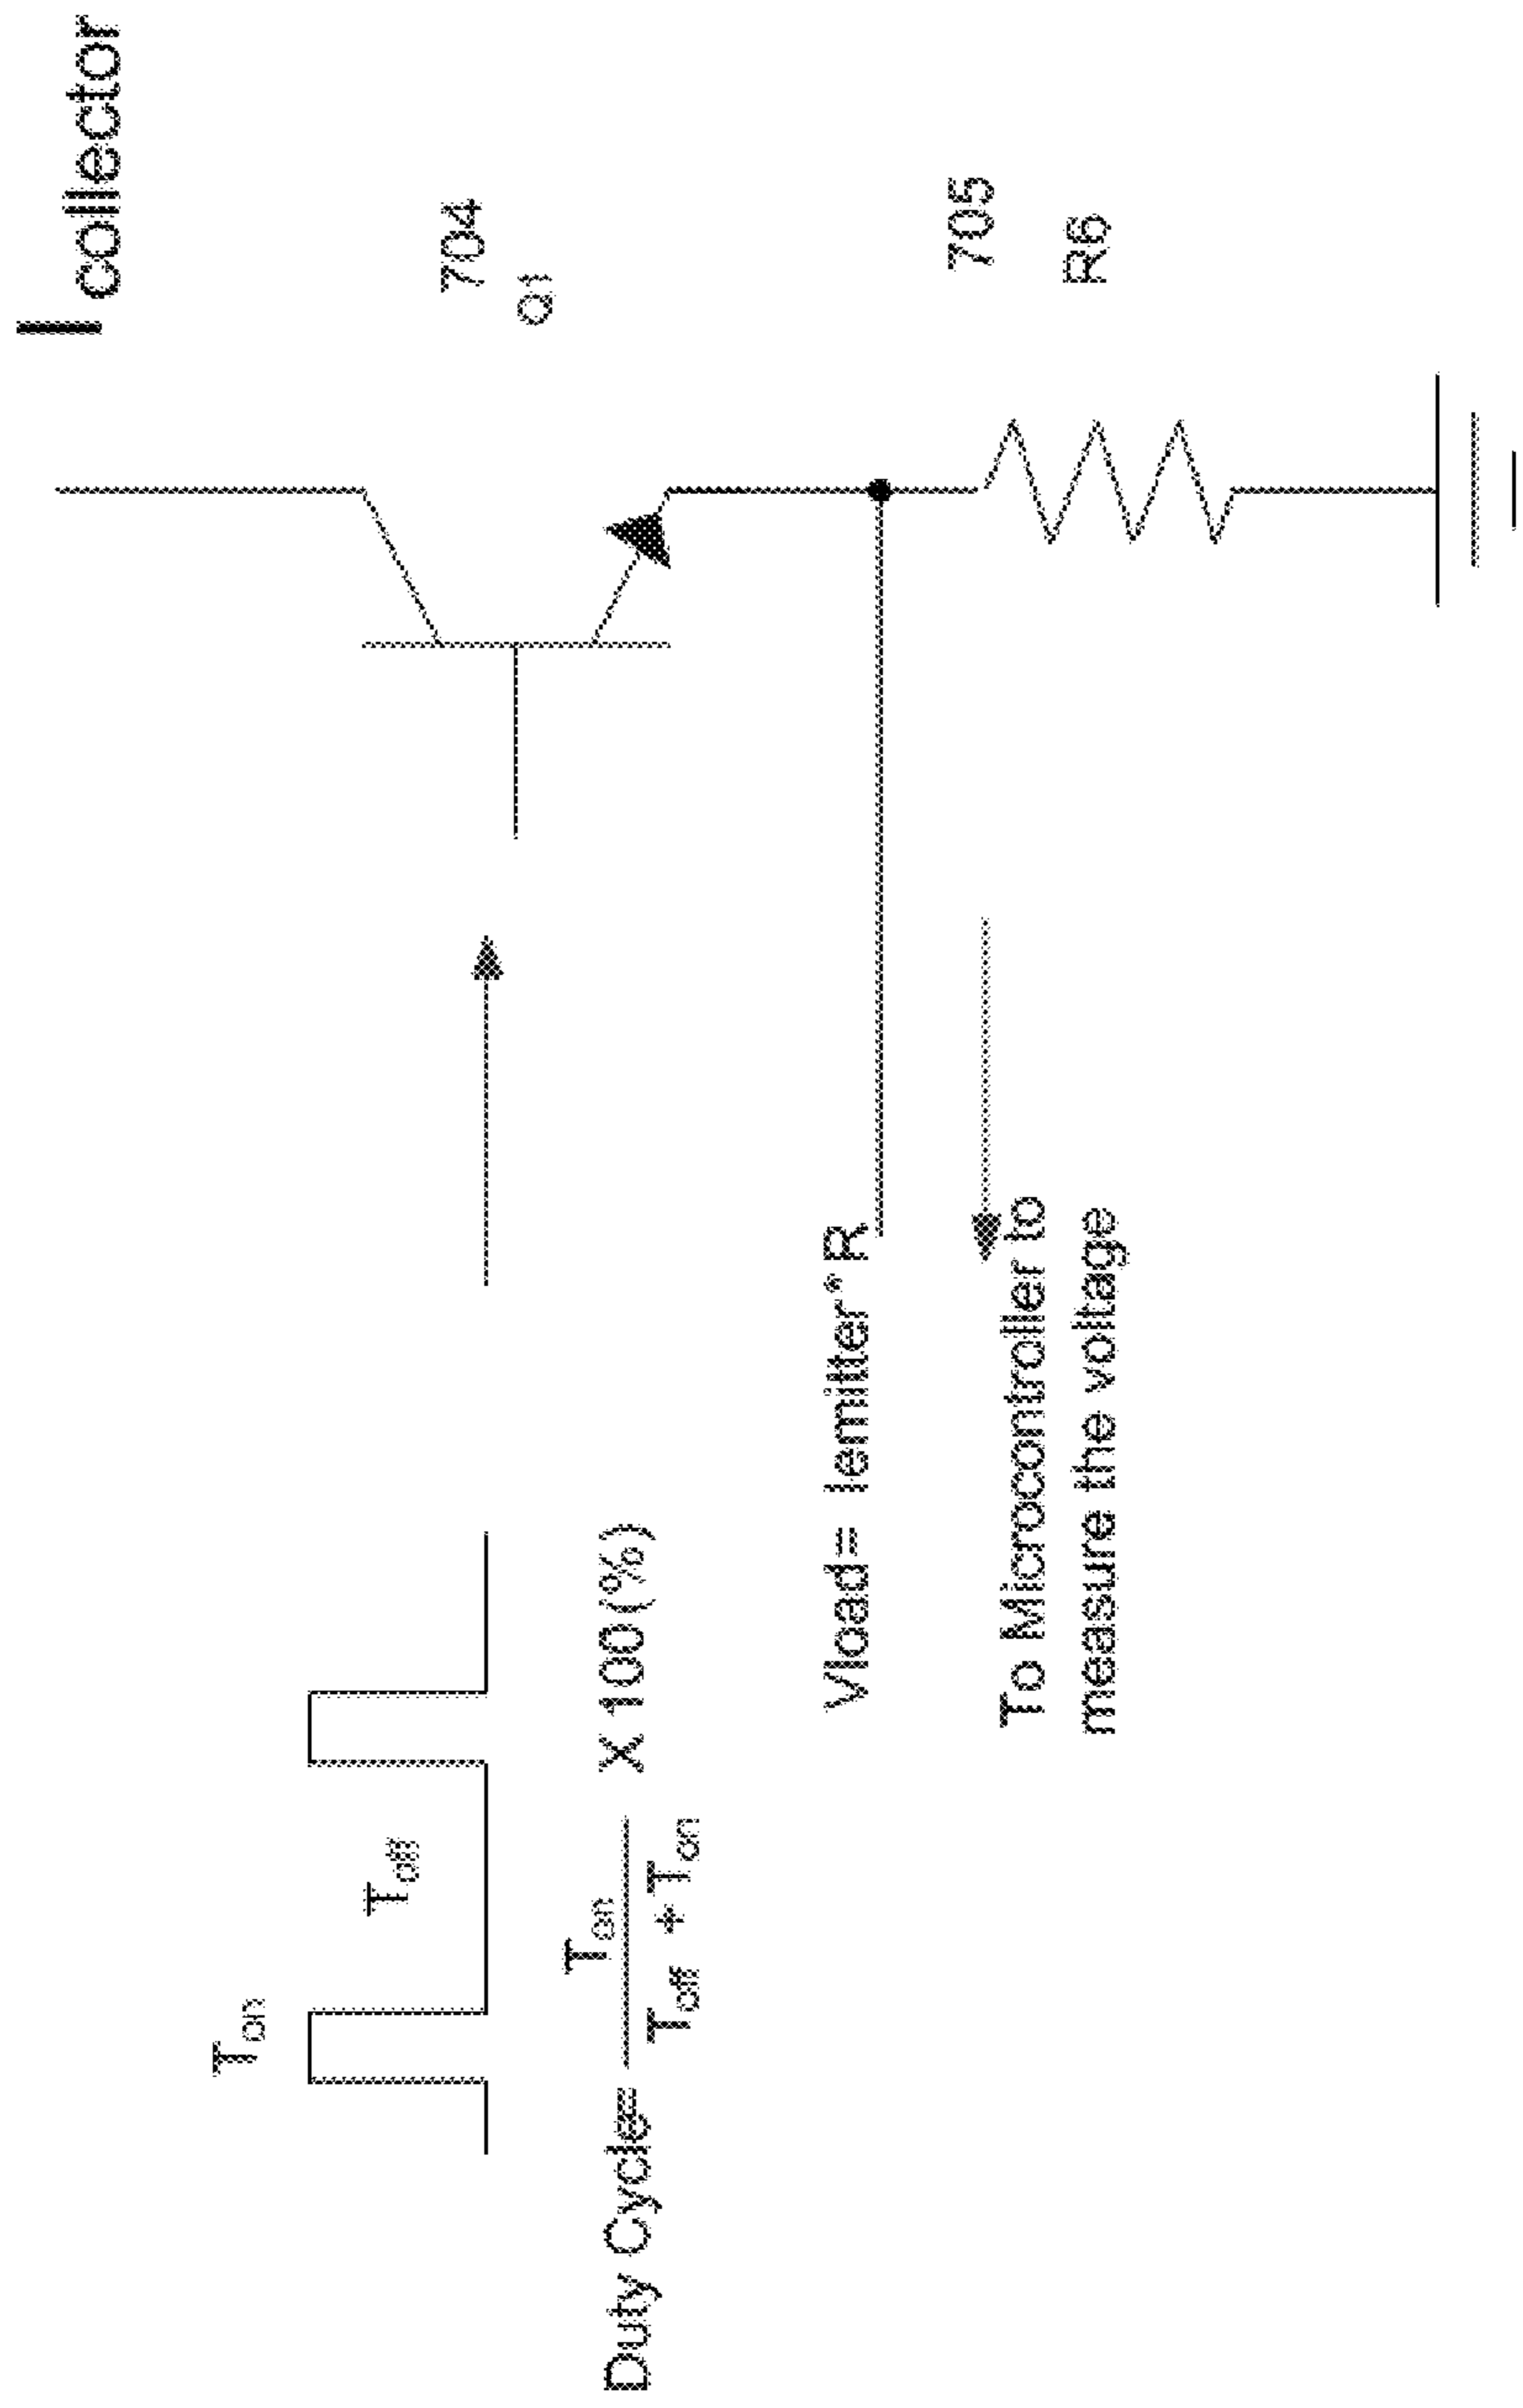 I collector
704
Q1
705
R6
Ton
Toff
Duty Cycle= Ton / Toff + Ton X 100(%)
Vload= Iemitter*R
To Microcontroller to
measure the voltage